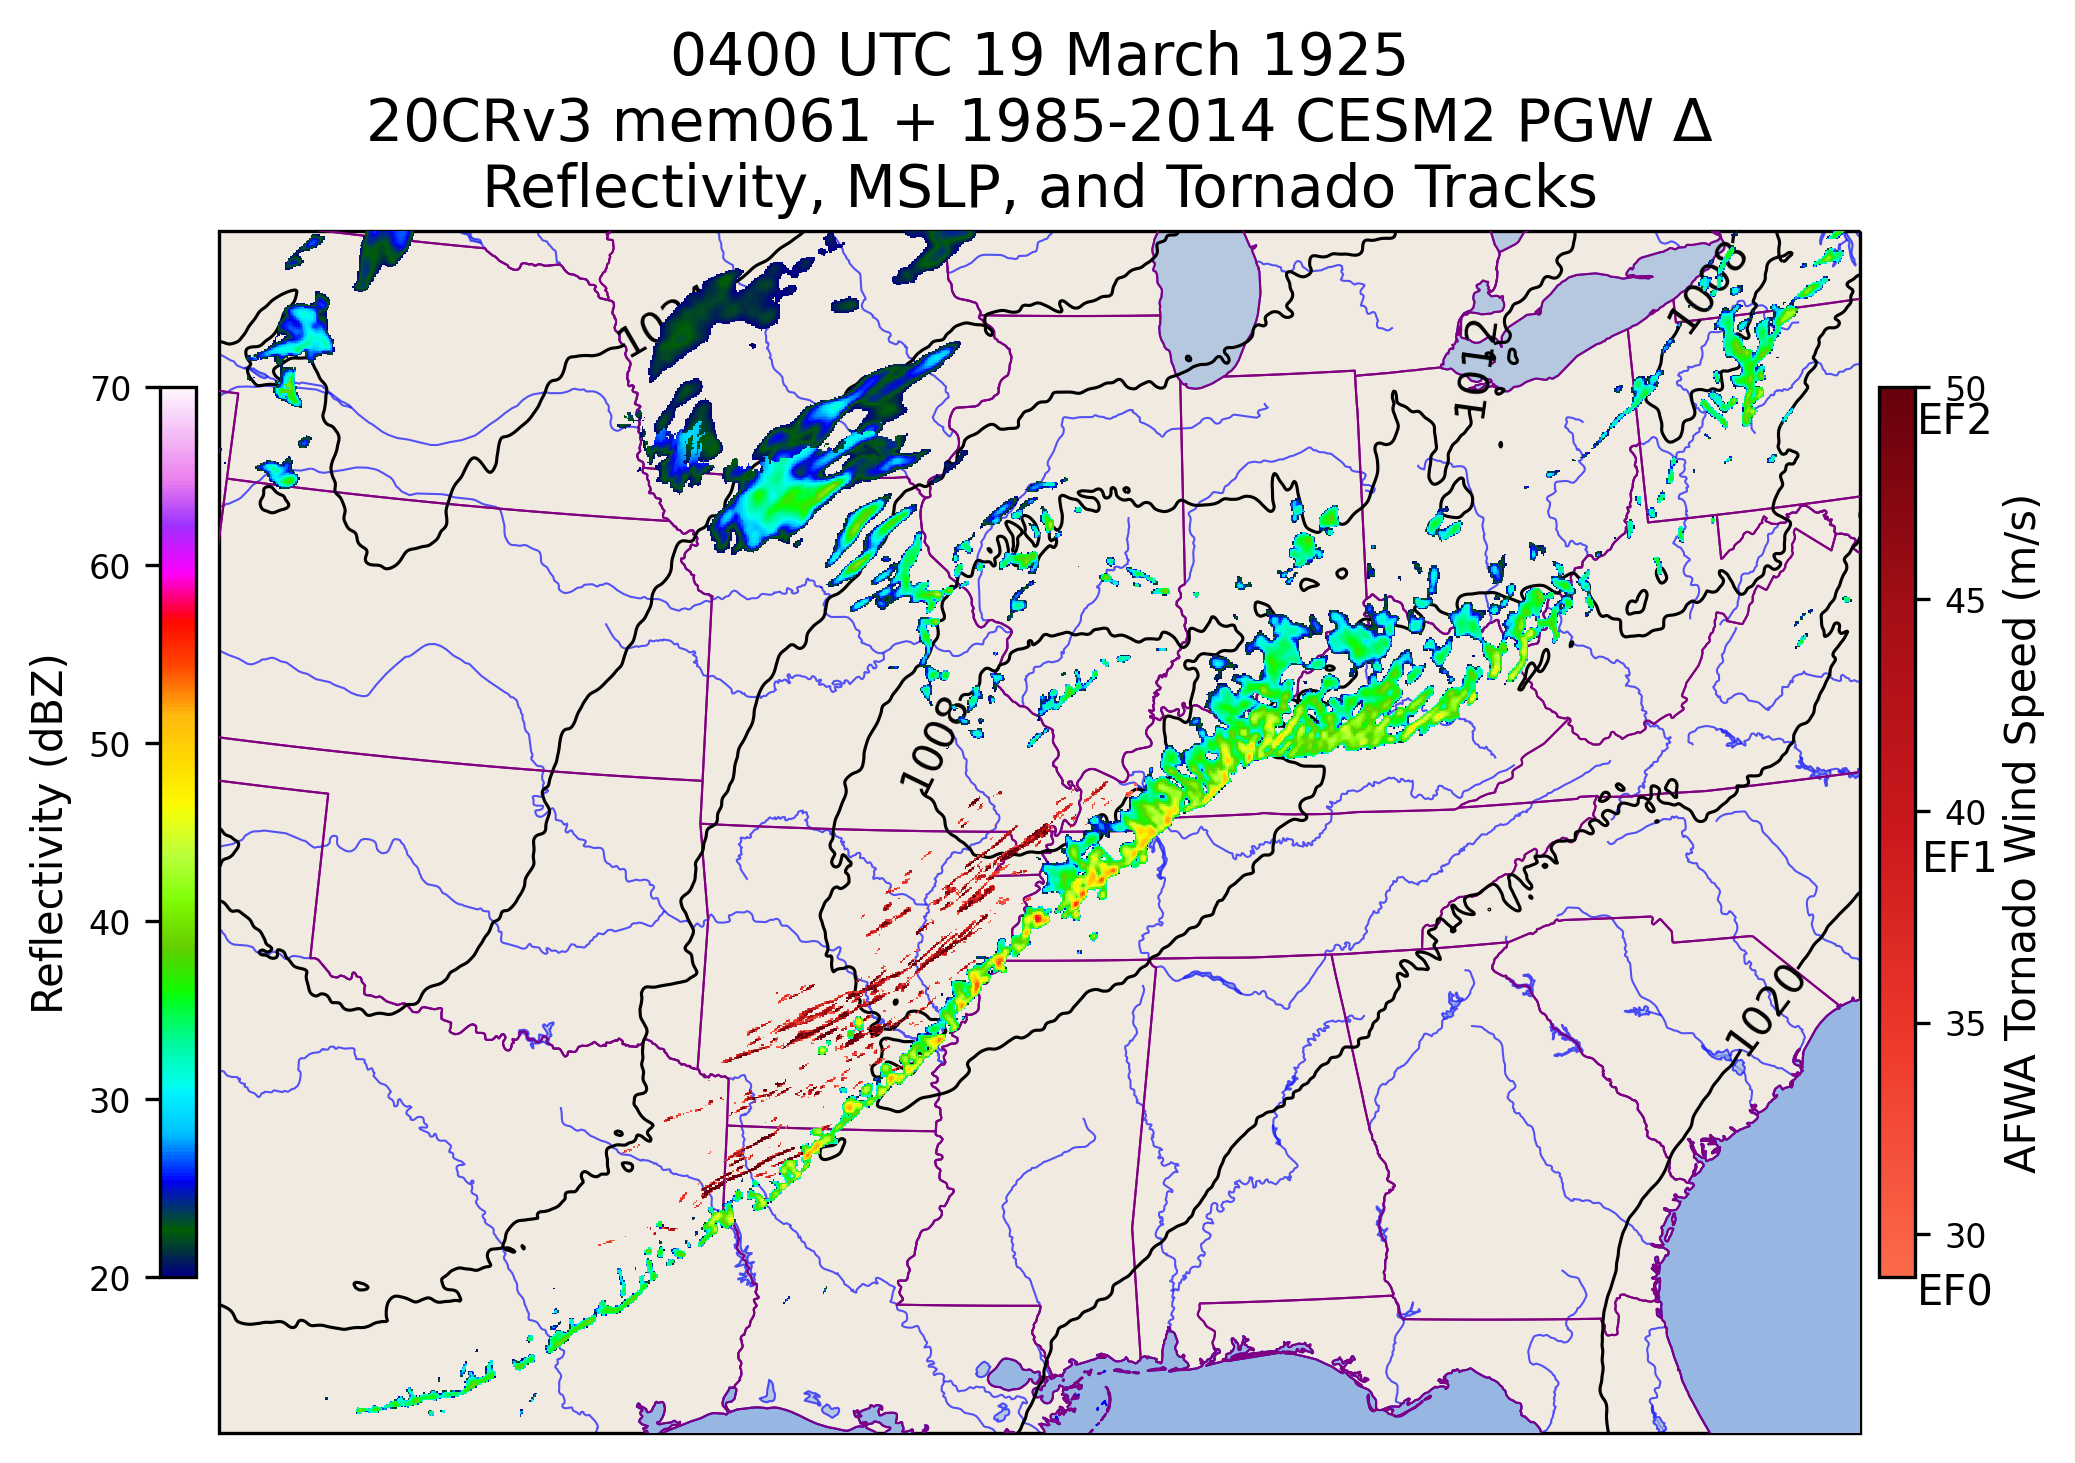 0400 UTC 19 March 1925
20CRv3 mem061 + 1985-2014 CESM2 PGW Δ
Reflectivity, MSLP, and Tornado Tracks
70
60
50
40
30
20
Reflectivity (dBZ)
1012
1008
1008
1020
50
EF2
45
40
EF1
35
30
EF0
AFWA Tornado Wind Speed (m/s)